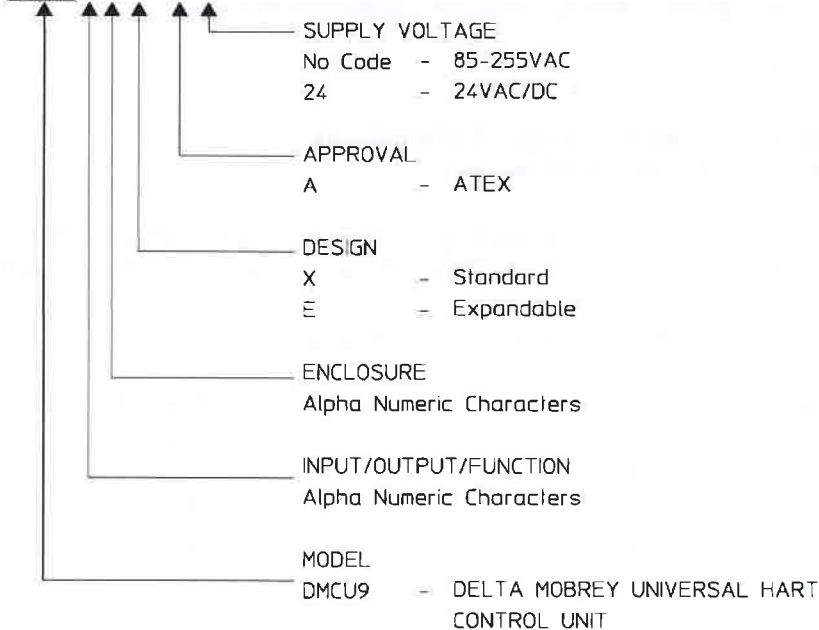 SUPPLY VOLTAGE
No Code - 85-255VAC
24 - 24VAC/DC
APPROVAL
A - ATEX
DESIGN
X - Standard
E - Expandable
ENCLOSURE
Alpha Numeric Characters
INPUT/OUTPUT/FUNCTION
Alpha Numeric Characters
MODEL
DMCU9 - DELTA MOBREY UNIVERSAL HART
CONTROL UNIT